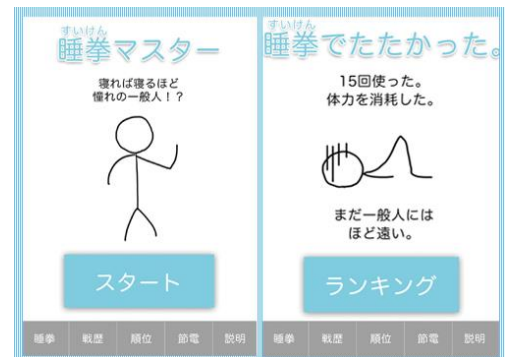 すいけん
睡拳マスター
寝れば寝るほど
憧れの一般人！？
スタート
睡拳 戦歴 順位 節電 説明
すいけん
睡拳でたたかった。
15回使った。
体力を消耗した。
まだ一般人には
ほど遠い。
ランキング
睡拳 戦歴 順位 節電 説明